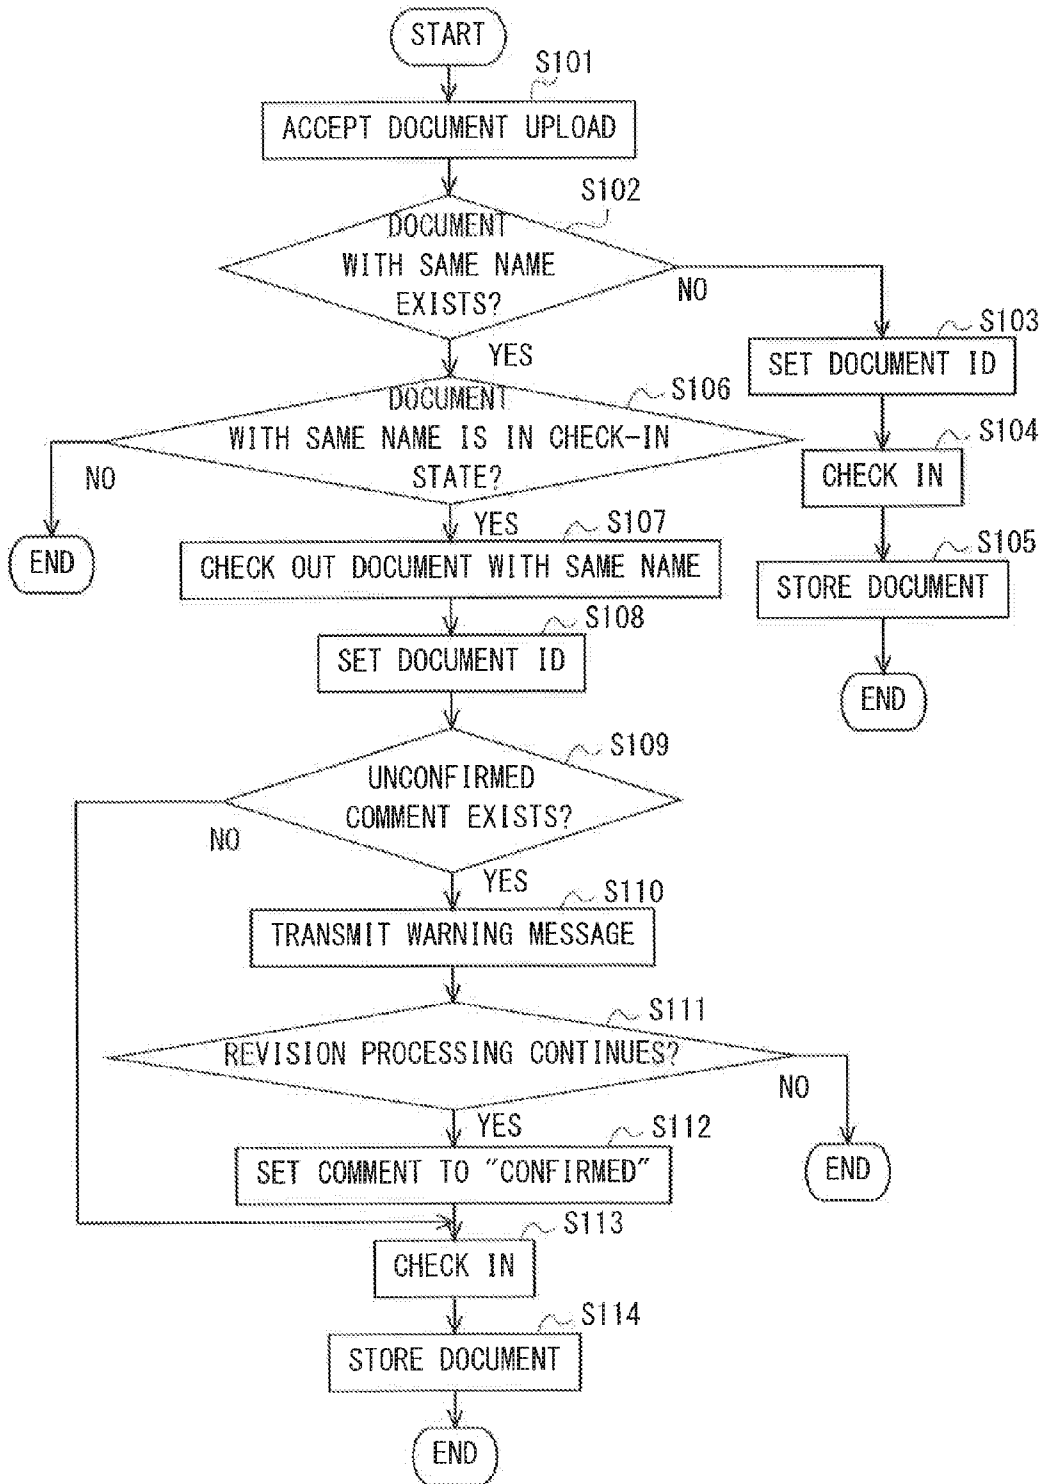 START
S101
ACCEPT DOCUMENT UPLOAD
S102
DOCUMENT
WITH SAME NAME
EXISTS?
NO
YES
S103
SET DOCUMENT ID
S104
CHECK IN
S105
STORE DOCUMENT
END
S106
DOCUMENT
WITH SAME NAME IS IN CHECK-IN
STATE?
NO
END
YES
S107
CHECK OUT DOCUMENT WITH SAME NAME
S108
SET DOCUMENT ID
S109
UNCONFIRMED
COMMENT EXISTS?
NO
YES
S110
TRANSMIT WARNING MESSAGE
S111
REVISION PROCESSING CONTINUES?
NO
END
YES
S112
SET COMMENT TO "CONFIRMED"
S113
CHECK IN
S114
STORE DOCUMENT
END